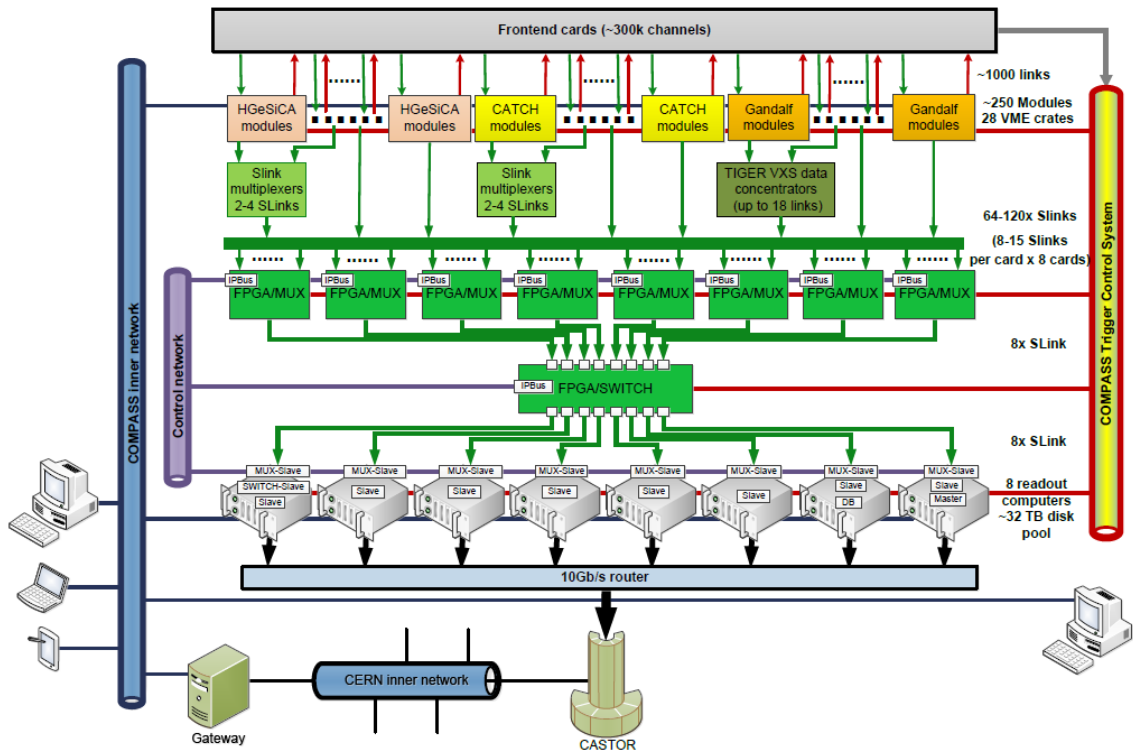 Frontend cards (~300k channels)
......
......
......
~1000 links
HGeSiCA
modules
HGeSiCA
modules
CATCH
modules
CATCH
modules
Gandalf
modules
Gandalf
modules
~250 Modules
28 VME crates
Slink
multiplexers
2-4 SLinks
Slink
multiplexers
2-4 SLinks
TIGER VXS data
concentrators
(up to 18 links)
64-120x Slinks
(8-15 Slinks
per card x 8 cards)
......
......
......
......
......
......
......
......
IPBus
FPGA/MUX
IPBus
FPGA/MUX
IPBus
FPGA/MUX
IPBus
FPGA/MUX
IPBus
FPGA/MUX
IPBus
FPGA/MUX
IPBus
FPGA/MUX
IPBus
FPGA/MUX
COMPASS inner network
Control network
COMPASS Trigger Control System
8x SLink
IPBus
FPGA/SWITCH
8x SLink
MUX-Slave
SWITCH-Slave
Slave
MUX-Slave
Slave
MUX-Slave
Slave
MUX-Slave
Slave
MUX-Slave
Slave
MUX-Slave
Slave
MUX-Slave
Slave
DB
MUX-Slave
Slave
Master
8 readout
computers
~32 TB disk
pool
10Gb/s router
CERN inner network
Gateway
CASTOR